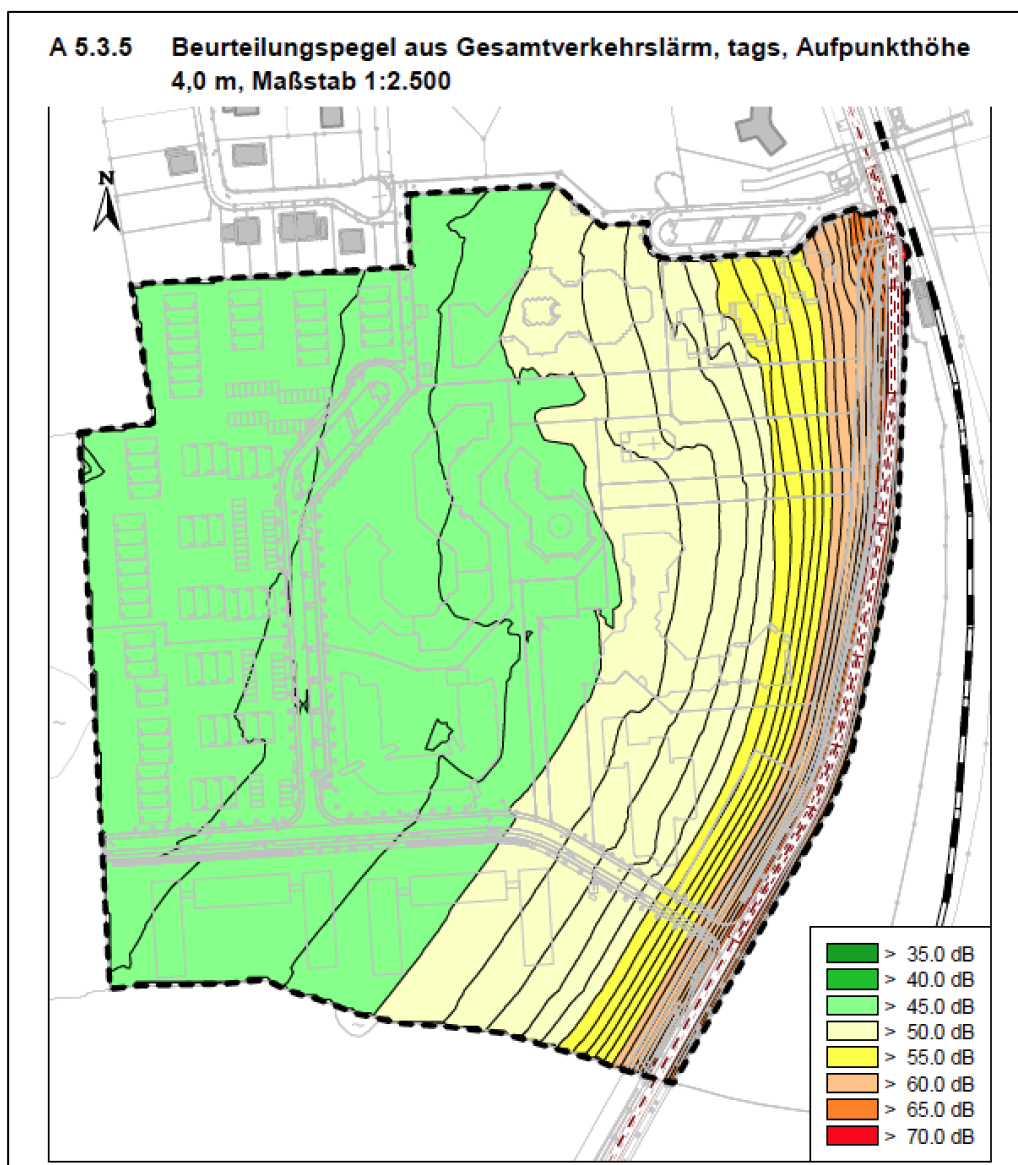 A 5.3.5 Beurteilungspegel aus Gesamtverkehrslärm, tags, Aufpunkthöhe
4,0 m, Maßstab 1:2.500
N
> 35.0 dB
> 40.0 dB
> 45.0 dB
> 50.0 dB
> 55.0 dB
> 60.0 dB
> 65.0 dB
> 70.0 dB